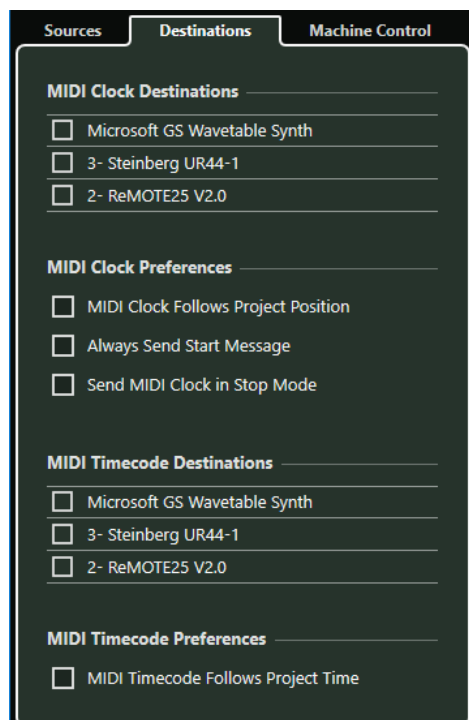 Sources Destinations Machine Control
MIDI Clock Destinations
Microsoft GS Wavetable Synth
3- Steinberg UR44-1
2- ReMOTE25 V2.0
MIDI Clock Preferences
MIDI Clock Follows Project Position
Always Send Start Message
Send MIDI Clock in Stop Mode
MIDI Timecode Destinations
Microsoft GS Wavetable Synth
3- Steinberg UR44-1
2- ReMOTE25 V2.0
MIDI Timecode Preferences
MIDI Timecode Follows Project Time